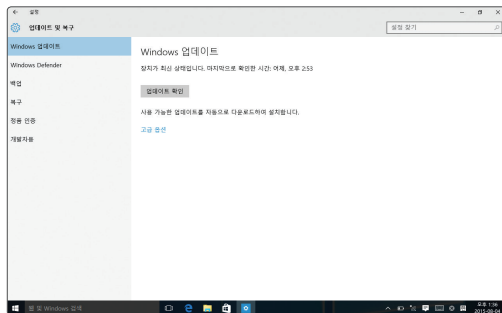 설정
업데이트 및 복구
설정 찾기
Windows 업데이트
Windows Defender
백업
복구
정품 인증
개발자용
Windows 업데이트
장치가 최신 상태입니다. 마지막으로 확인한 시간: 어제, 오후 2:53
업데이트 확인
사용 가능한 업데이트를 자동으로 다운로드하여 설치합니다.
고급 옵션
웹 및 Windows 검색
오후 1:36
2015-08-04